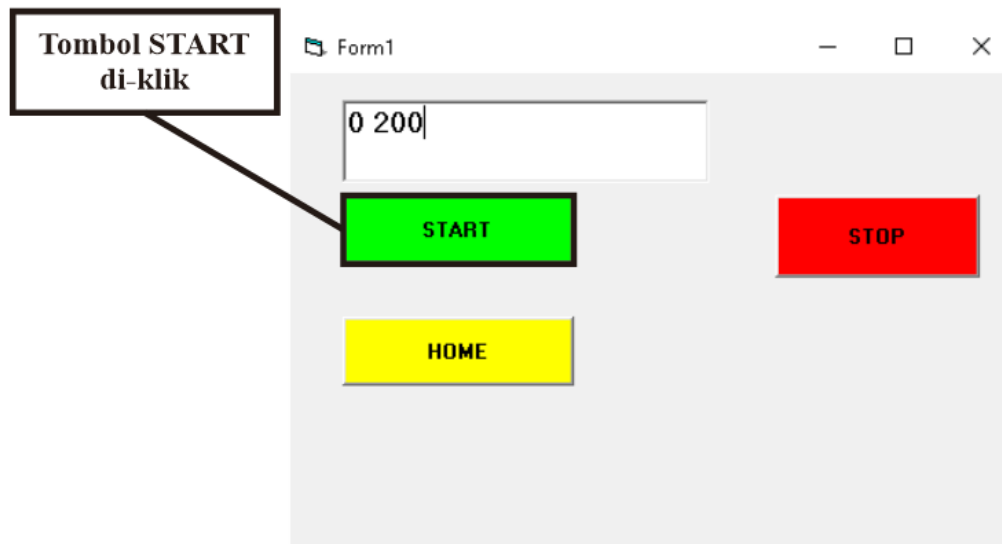 Tombol START
di-klik
Form1
0 200
START
STOP
HOME